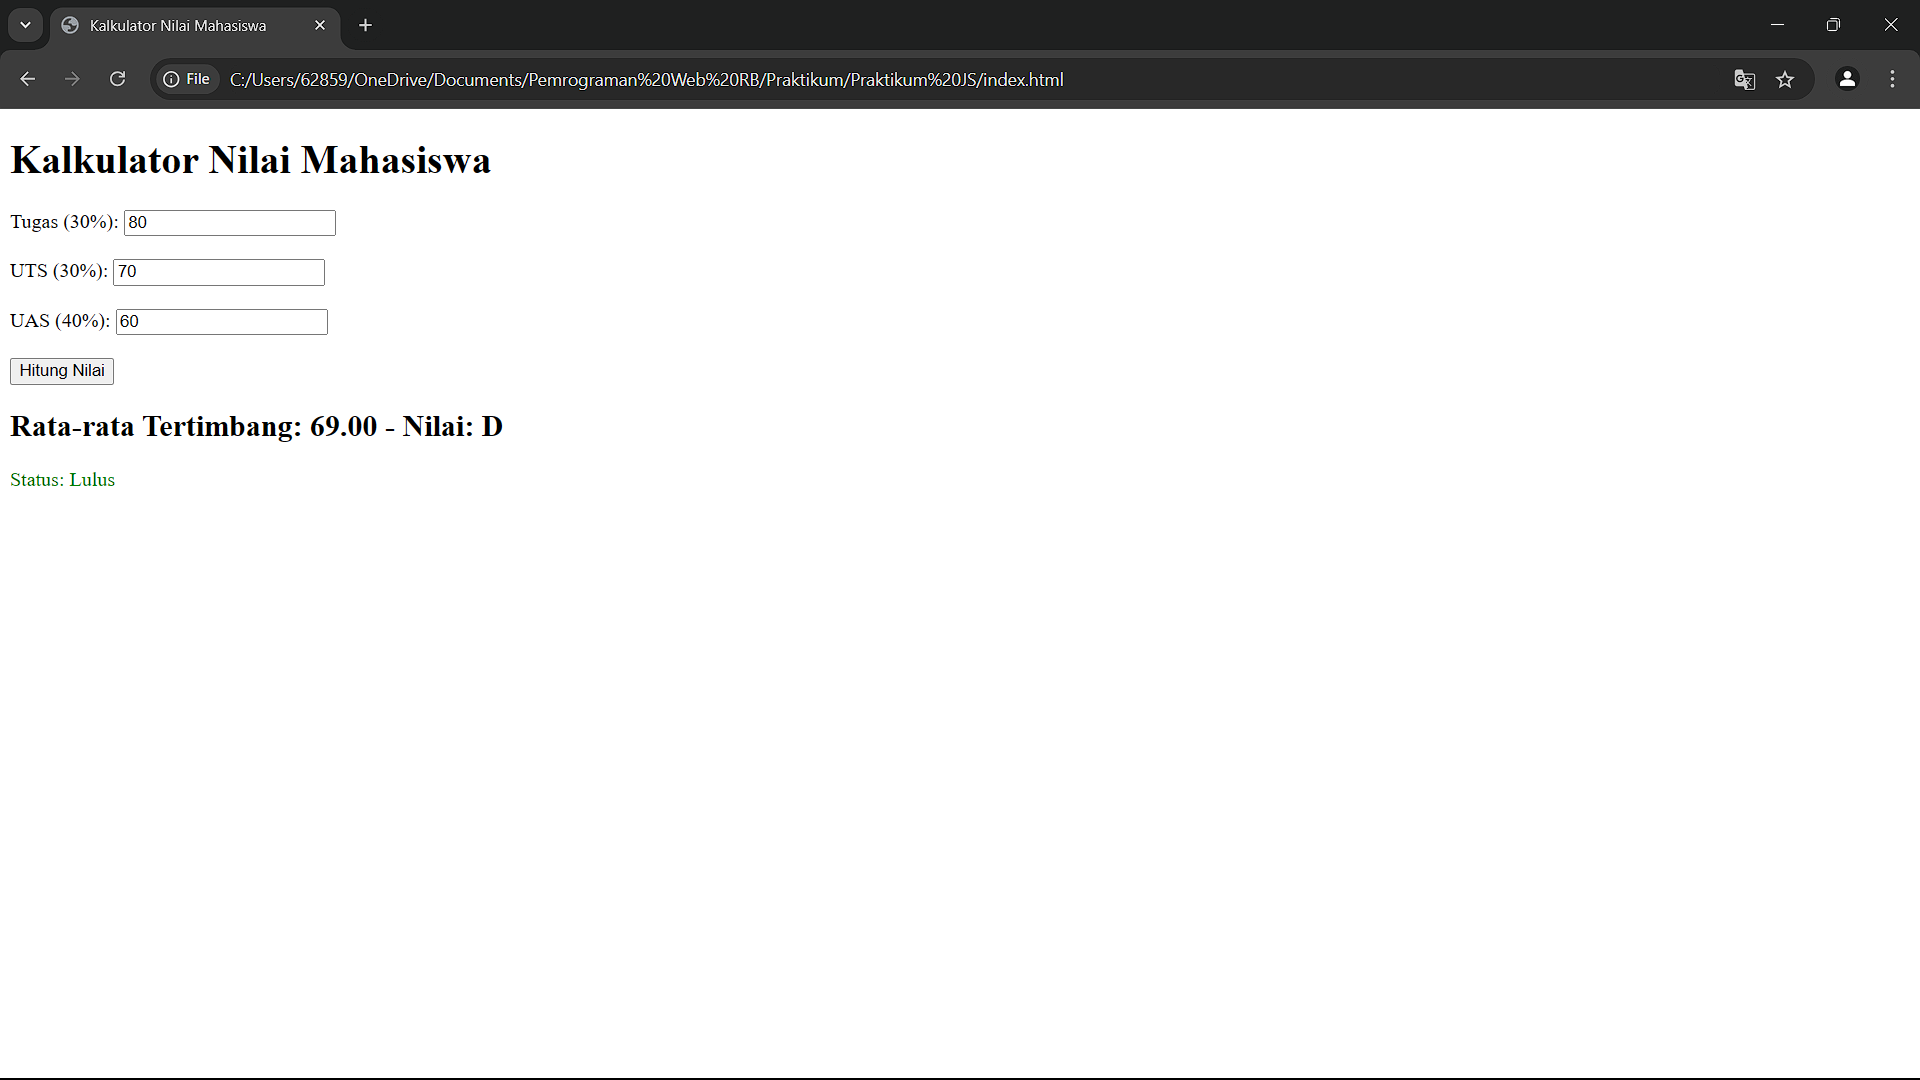 Kalkulator Nilai Mahasiswa
File C:/Users/62859/OneDrive/Documents/Pemrograman%20Web%20RB/Praktikum/Praktikum%20JS/index.html
Kalkulator Nilai Mahasiswa
Tugas (30%): 80
UTS (30%): 70
UAS (40%): 60
Hitung Nilai
Rata-rata Tertimbang: 69.00 - Nilai: D
Status: Lulus